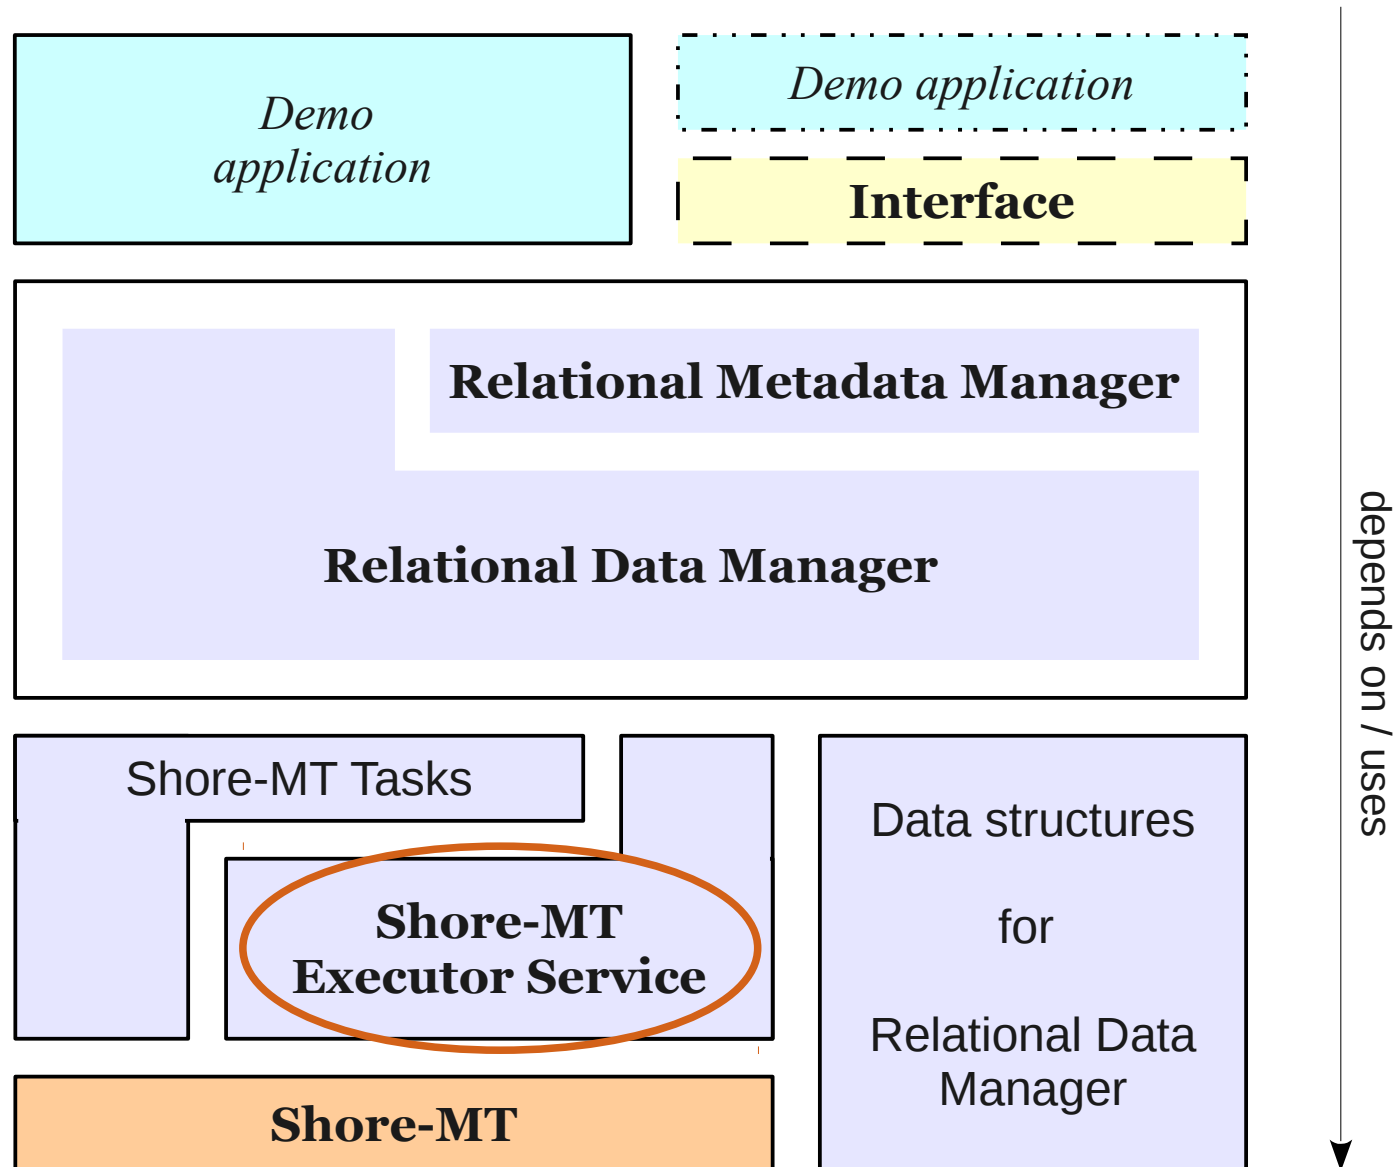 Demo
application
Demo application
Interface
Relational Metadata Manager
Relational Data Manager
Shore-MT Tasks
Shore-MT
Executor Service
Data structures
for
Relational Data
Manager
Shore-MT
depends on / uses